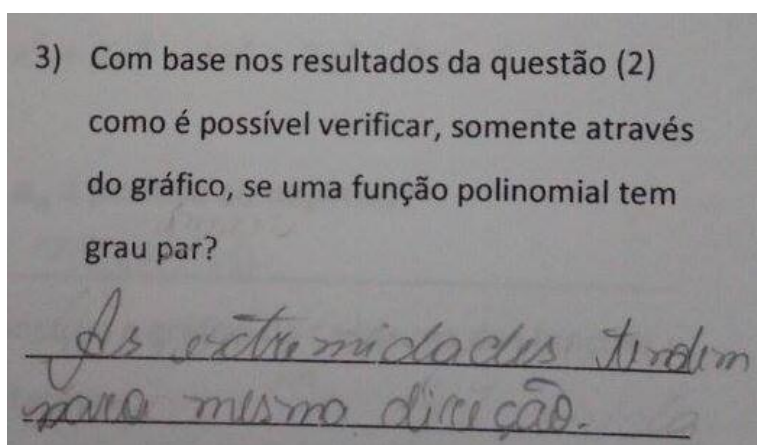 3) Com base nos resultados da questão (2)
como é possível verificar, somente através
do gráfico, se uma função polinomial tem
grau par?
As extremidades tendem
para mesma direção.